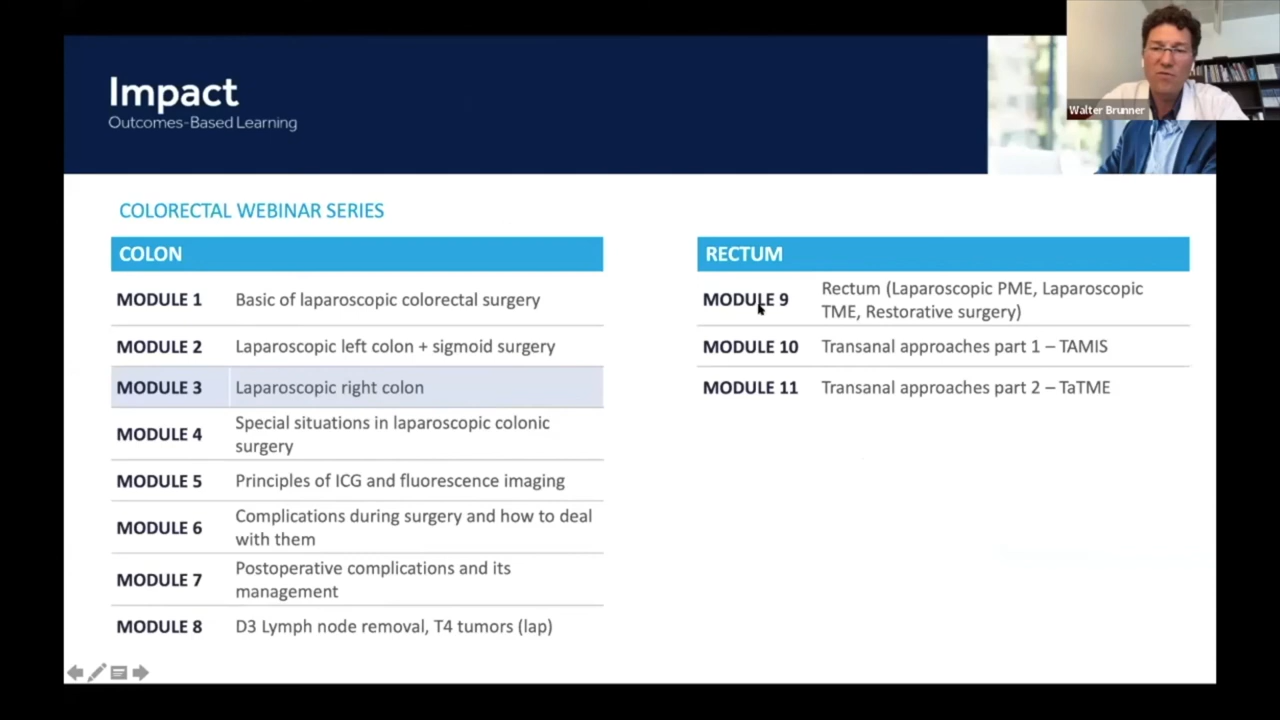 Impact
Outcomes-Based Learning
Walter Brunner
COLORECTAL WEBINAR SERIES
COLON
MODULE 1 Basic of laparoscopic colorectal surgery
MODULE 2 Laparoscopic left colon + sigmoid surgery
MODULE 3 Laparoscopic right colon
MODULE 4 Special situations in laparoscopic colonic
surgery
MODULE 5 Principles of ICG and fluorescence imaging
MODULE 6 Complications during surgery and how to deal
with them
MODULE 7 Postoperative complications and its
management
MODULE 8 D3 Lymph node removal, T4 tumors (lap)
RECTUM
MODULE 9 Rectum (Laparoscopic PME, Laparoscopic
TME, Restorative surgery)
MODULE 10 Transanal approaches part 1 – TAMIS
MODULE 11 Transanal approaches part 2 – TaTME